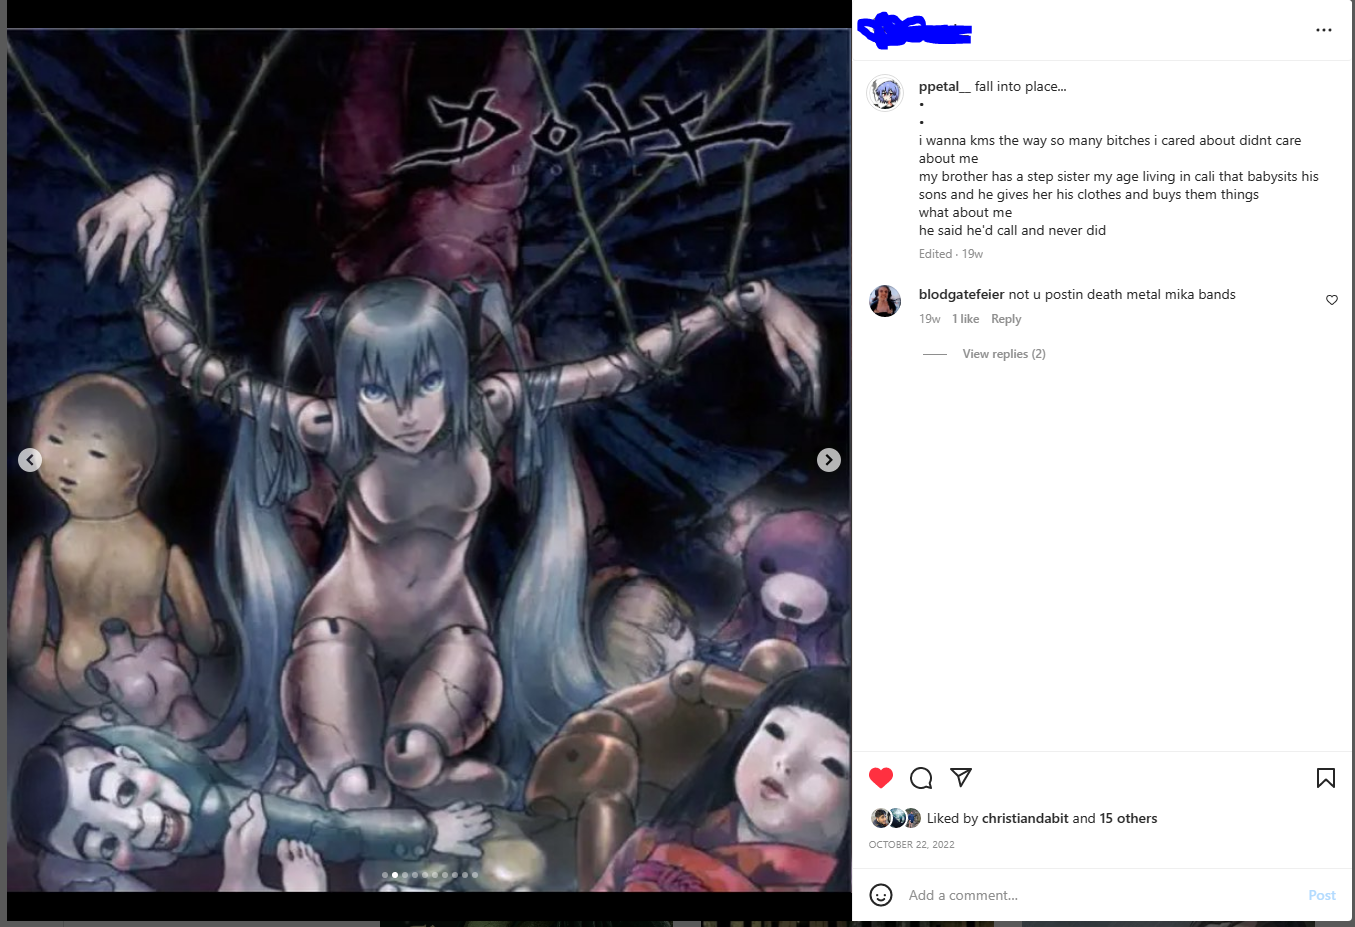 カﾞOキﾞ
D O L L
ppetal__ fall into place...
•
•
i wanna kms the way so many bitches i cared about didnt care
about me
my brother has a step sister my age living in cali that babysits his
sons and he gives her his clothes and buys them things
what about me
he said he'd call and never did
Edited · 19w
blodgatefeier not u postin death metal mika bands
19w 1 like Reply
View replies (2)
Liked by christiandabit and 15 others
OCTOBER 22, 2022
Add a comment...
Post